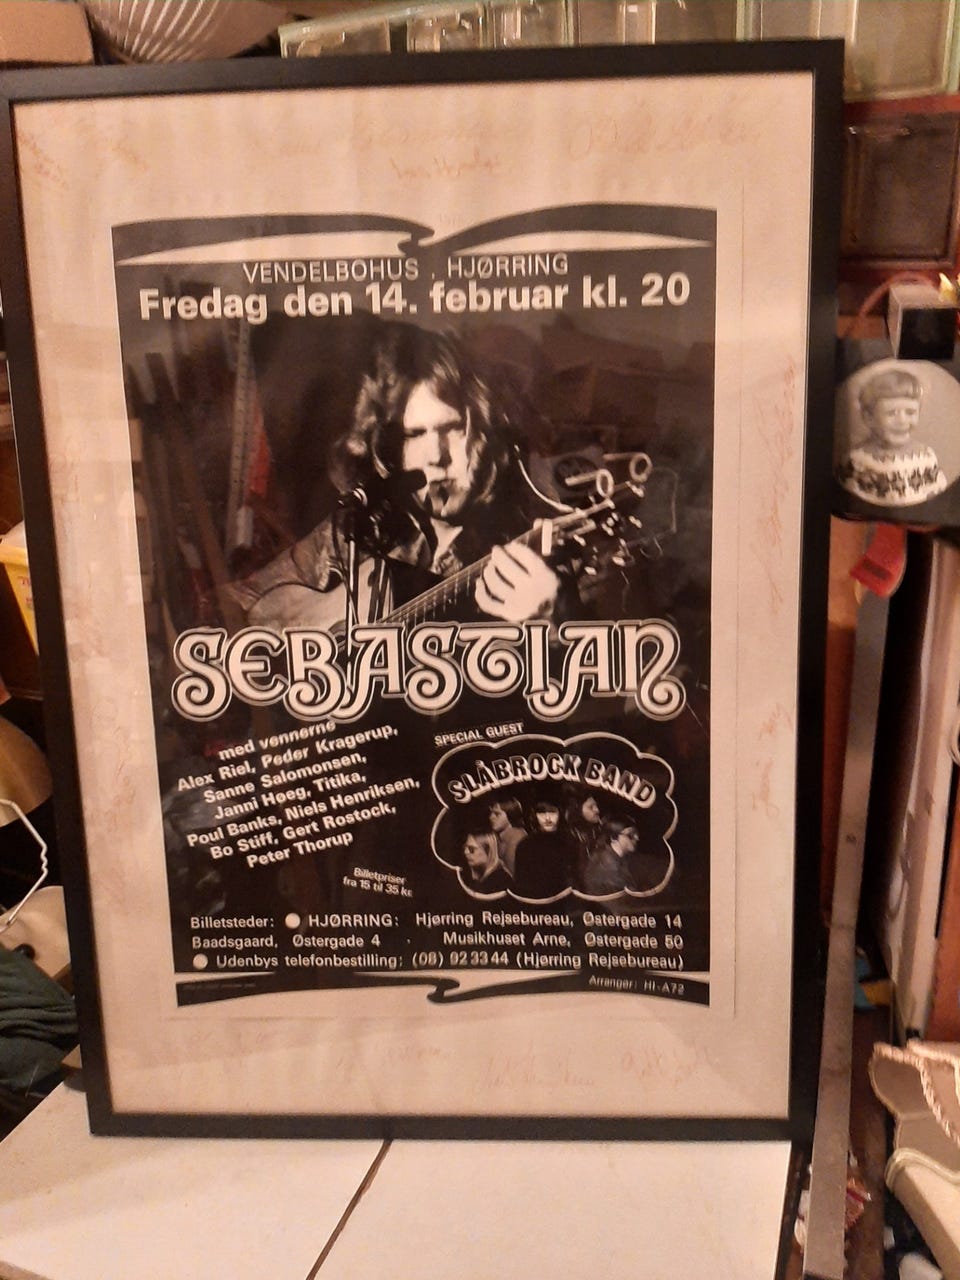 VENDELBOHUS . HJØRRING
Fredag den 14. februar kl. 20
SEBASTIAN
med vennerne
Alex Riel, Peder Kragerup,
Sanne Salomonsen,
Janni Høeg, Titika,
Poul Banks, Niels Henriksen,
Bo Stiff, Gert Rostock,
Peter Thorup
SPECIAL GUEST
SLÅBROCK BAND
Billetpriser
fra 15 til 35 kr.
Billetsteder: ● HJØRRING: Hjørring Rejsebureau, Østergade 14
Baadsgaard, Østergade 4 . Musikhuset Arne, Østergade 50
● Udenbys telefonbestilling: (08) 92 33 44 (Hjørring Rejsebureau)
Arrangør: HI-A72